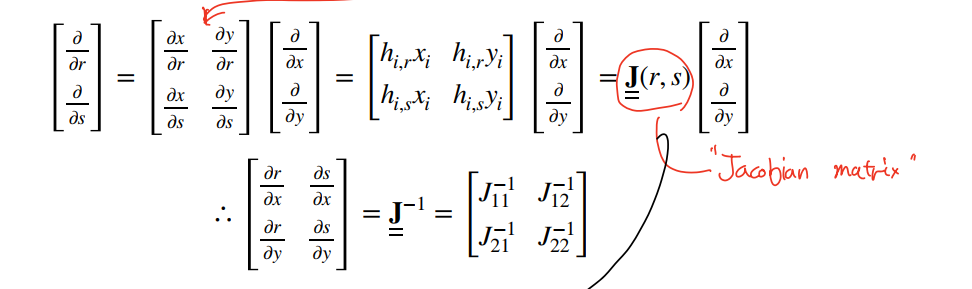 [∂/∂r ; ∂/∂s] = [∂x/∂r ∂y/∂r ; ∂x/∂s ∂y/∂s] [∂/∂x ; ∂/∂y] = [h_{i,r}x_i h_{i,r}y_i ; h_{i,s}x_i h_{i,s}y_i] [∂/∂x ; ∂/∂y] = J(r, s) [∂/∂x ; ∂/∂y]
"Jacobian matrix"
∴ [∂r/∂x ∂s/∂x ; ∂r/∂y ∂s/∂y] = J^{-1} = [J_{11}^{-1} J_{12}^{-1} ; J_{21}^{-1} J_{22}^{-1}]